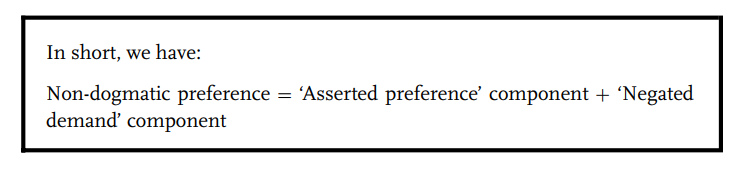 In short, we have:
Non-dogmatic preference = ‘Asserted preference’ component + ‘Negated
demand’ component